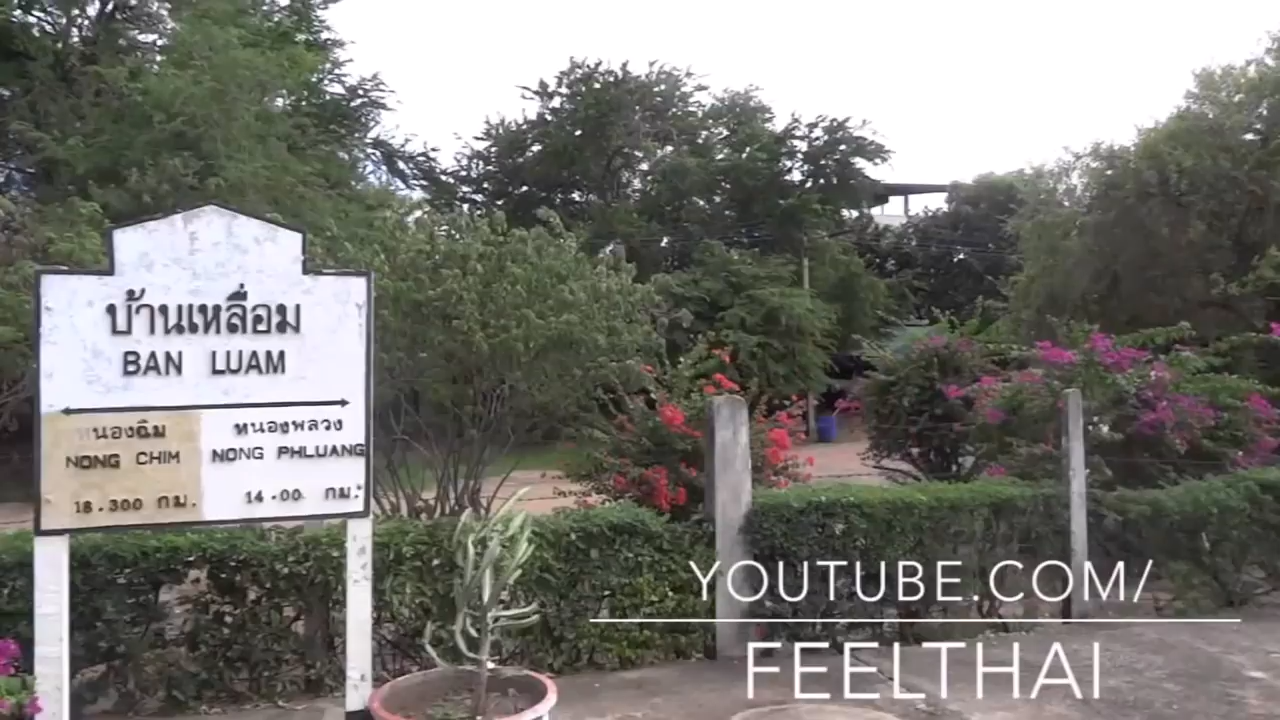 บ้านเหลื่อม
BAN LUAM
หนองฉิม
NONG CHIM
18.300 กม.
หนองพลวง
NONG PHLUANG
14.00 กม.
YOUTUBE.COM/
FEELTHAI